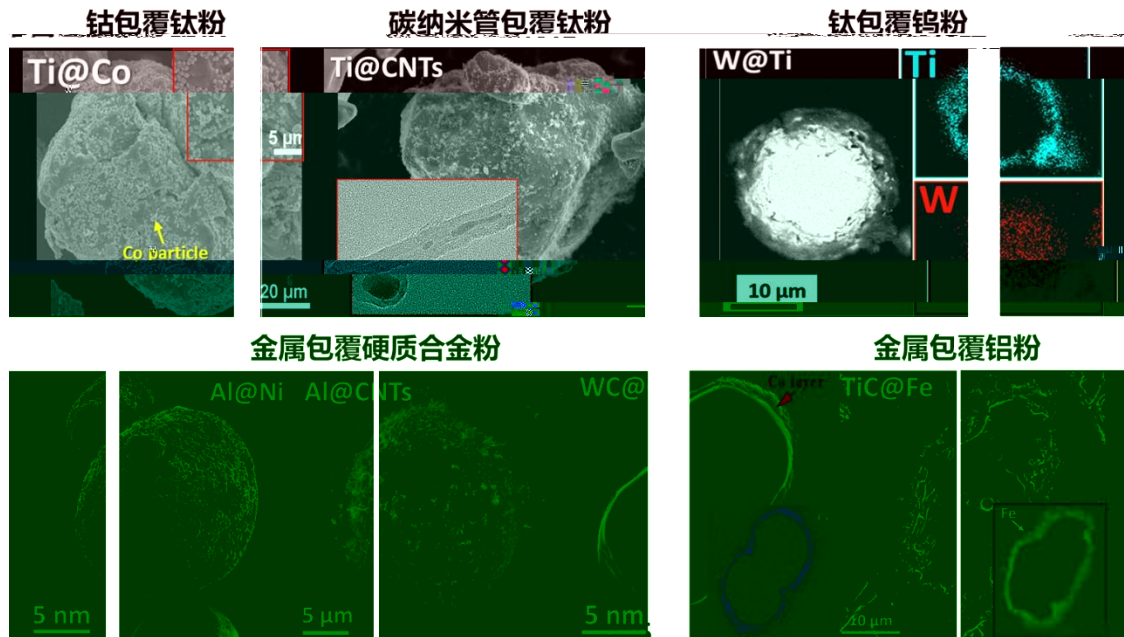 钴包覆钛粉
碳纳米管包覆钛粉
钛包覆钨粉
Ti@Co
Ti@CNTs
W@Ti
Ti
5 μm
W
Co particle
20 μm
10 μm
金属包覆硬质合金粉
金属包覆铝粉
Al@Ni
Al@CNTs
WC@
Co layer
TiC@Fe
Fe
5 nm
5 μm
5 nm
10 μm